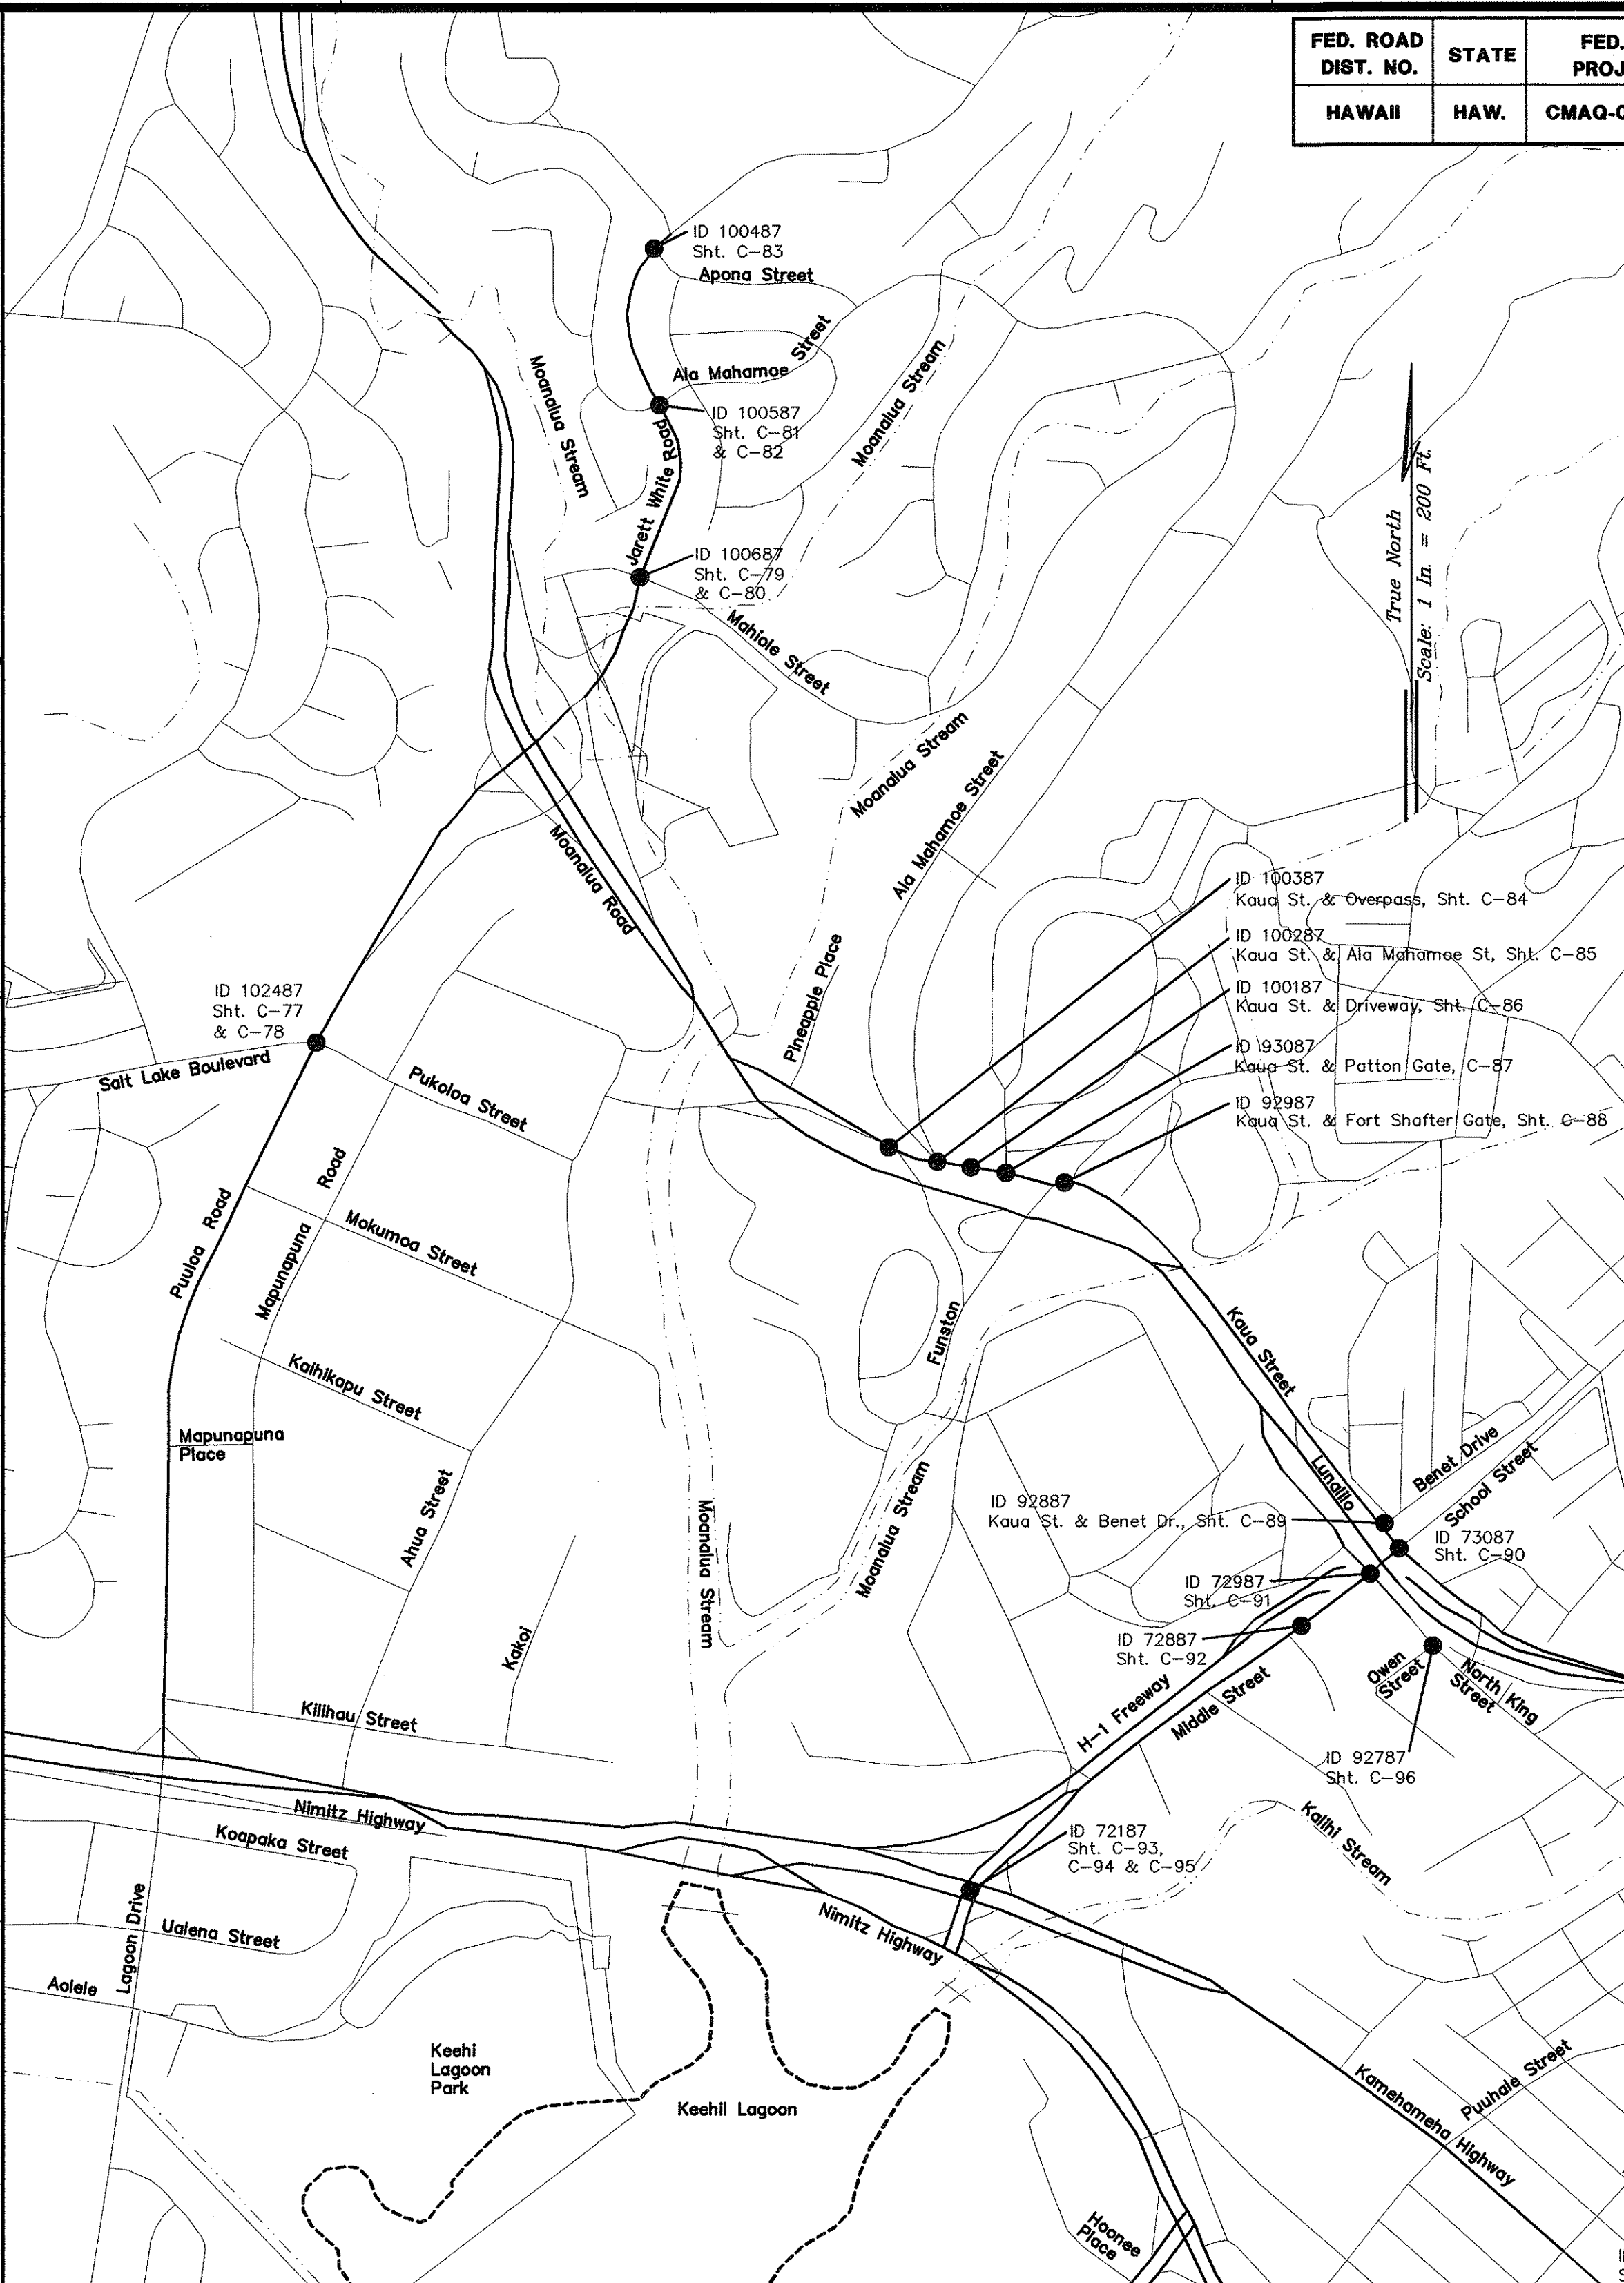 FED. ROAD
DIST. NO.
STATE
FED.
PROJ
HAWAII
HAW.
CMAQ-0
ID 100487
Sht. C-83
Apona Street
Ala Mahamoe Street
Moanalua Stream
Moanalua Stream
ID 100587
Sht. C-81
& C-82
Jarett White Road
True North
Scale: 1 In. = 200 Ft.
ID 100687
Sht. C-79
& C-80
Mahiole Street
Moanalua Stream
Ala Mahamoe Street
Moanalua Road
ID 100387
Kaua St. & Overpass, Sht. C-84
ID 100287
Kaua St. & Ala Mahamoe St, Sht. C-85
ID 100187
Kaua St. & Driveway, Sht. C-86
ID 93087
Kaua St. & Patton Gate, C-87
ID 92987
Kaua St. & Fort Shafter Gate, Sht. C-88
Pineapple Place
ID 102487
Sht. C-77
& C-78
Salt Lake Boulevard
Pukoloa Street
Puuloa Road
Mapunapuna Road
Mokumoa Street
Funston
Kaua Street
Kaihikapu Street
Mapunapuna
Place
Ahua Street
Moanalua Stream
Moanalua Stream
Lunalilo
Benet Drive
School Street
ID 92887
Kaua St. & Benet Dr., Sht. C-89
ID 73087
Sht. C-90
ID 72987
Sht. C-91
ID 72887
Sht. C-92
Kakoi
Owen
Street
North King
Street
Kilihau Street
H-1 Freeway
Middle Street
ID 92787
Sht. C-96
Nimitz Highway
Koapaka Street
ID 72187
Sht. C-93,
C-94 & C-95
Kalihi Stream
Lagoon Drive
Ualena Street
Nimitz Highway
Aolele
Keehi
Lagoon
Park
Keehil Lagoon
Kamehameha Highway
Puuhale Street
Hoonee
Place